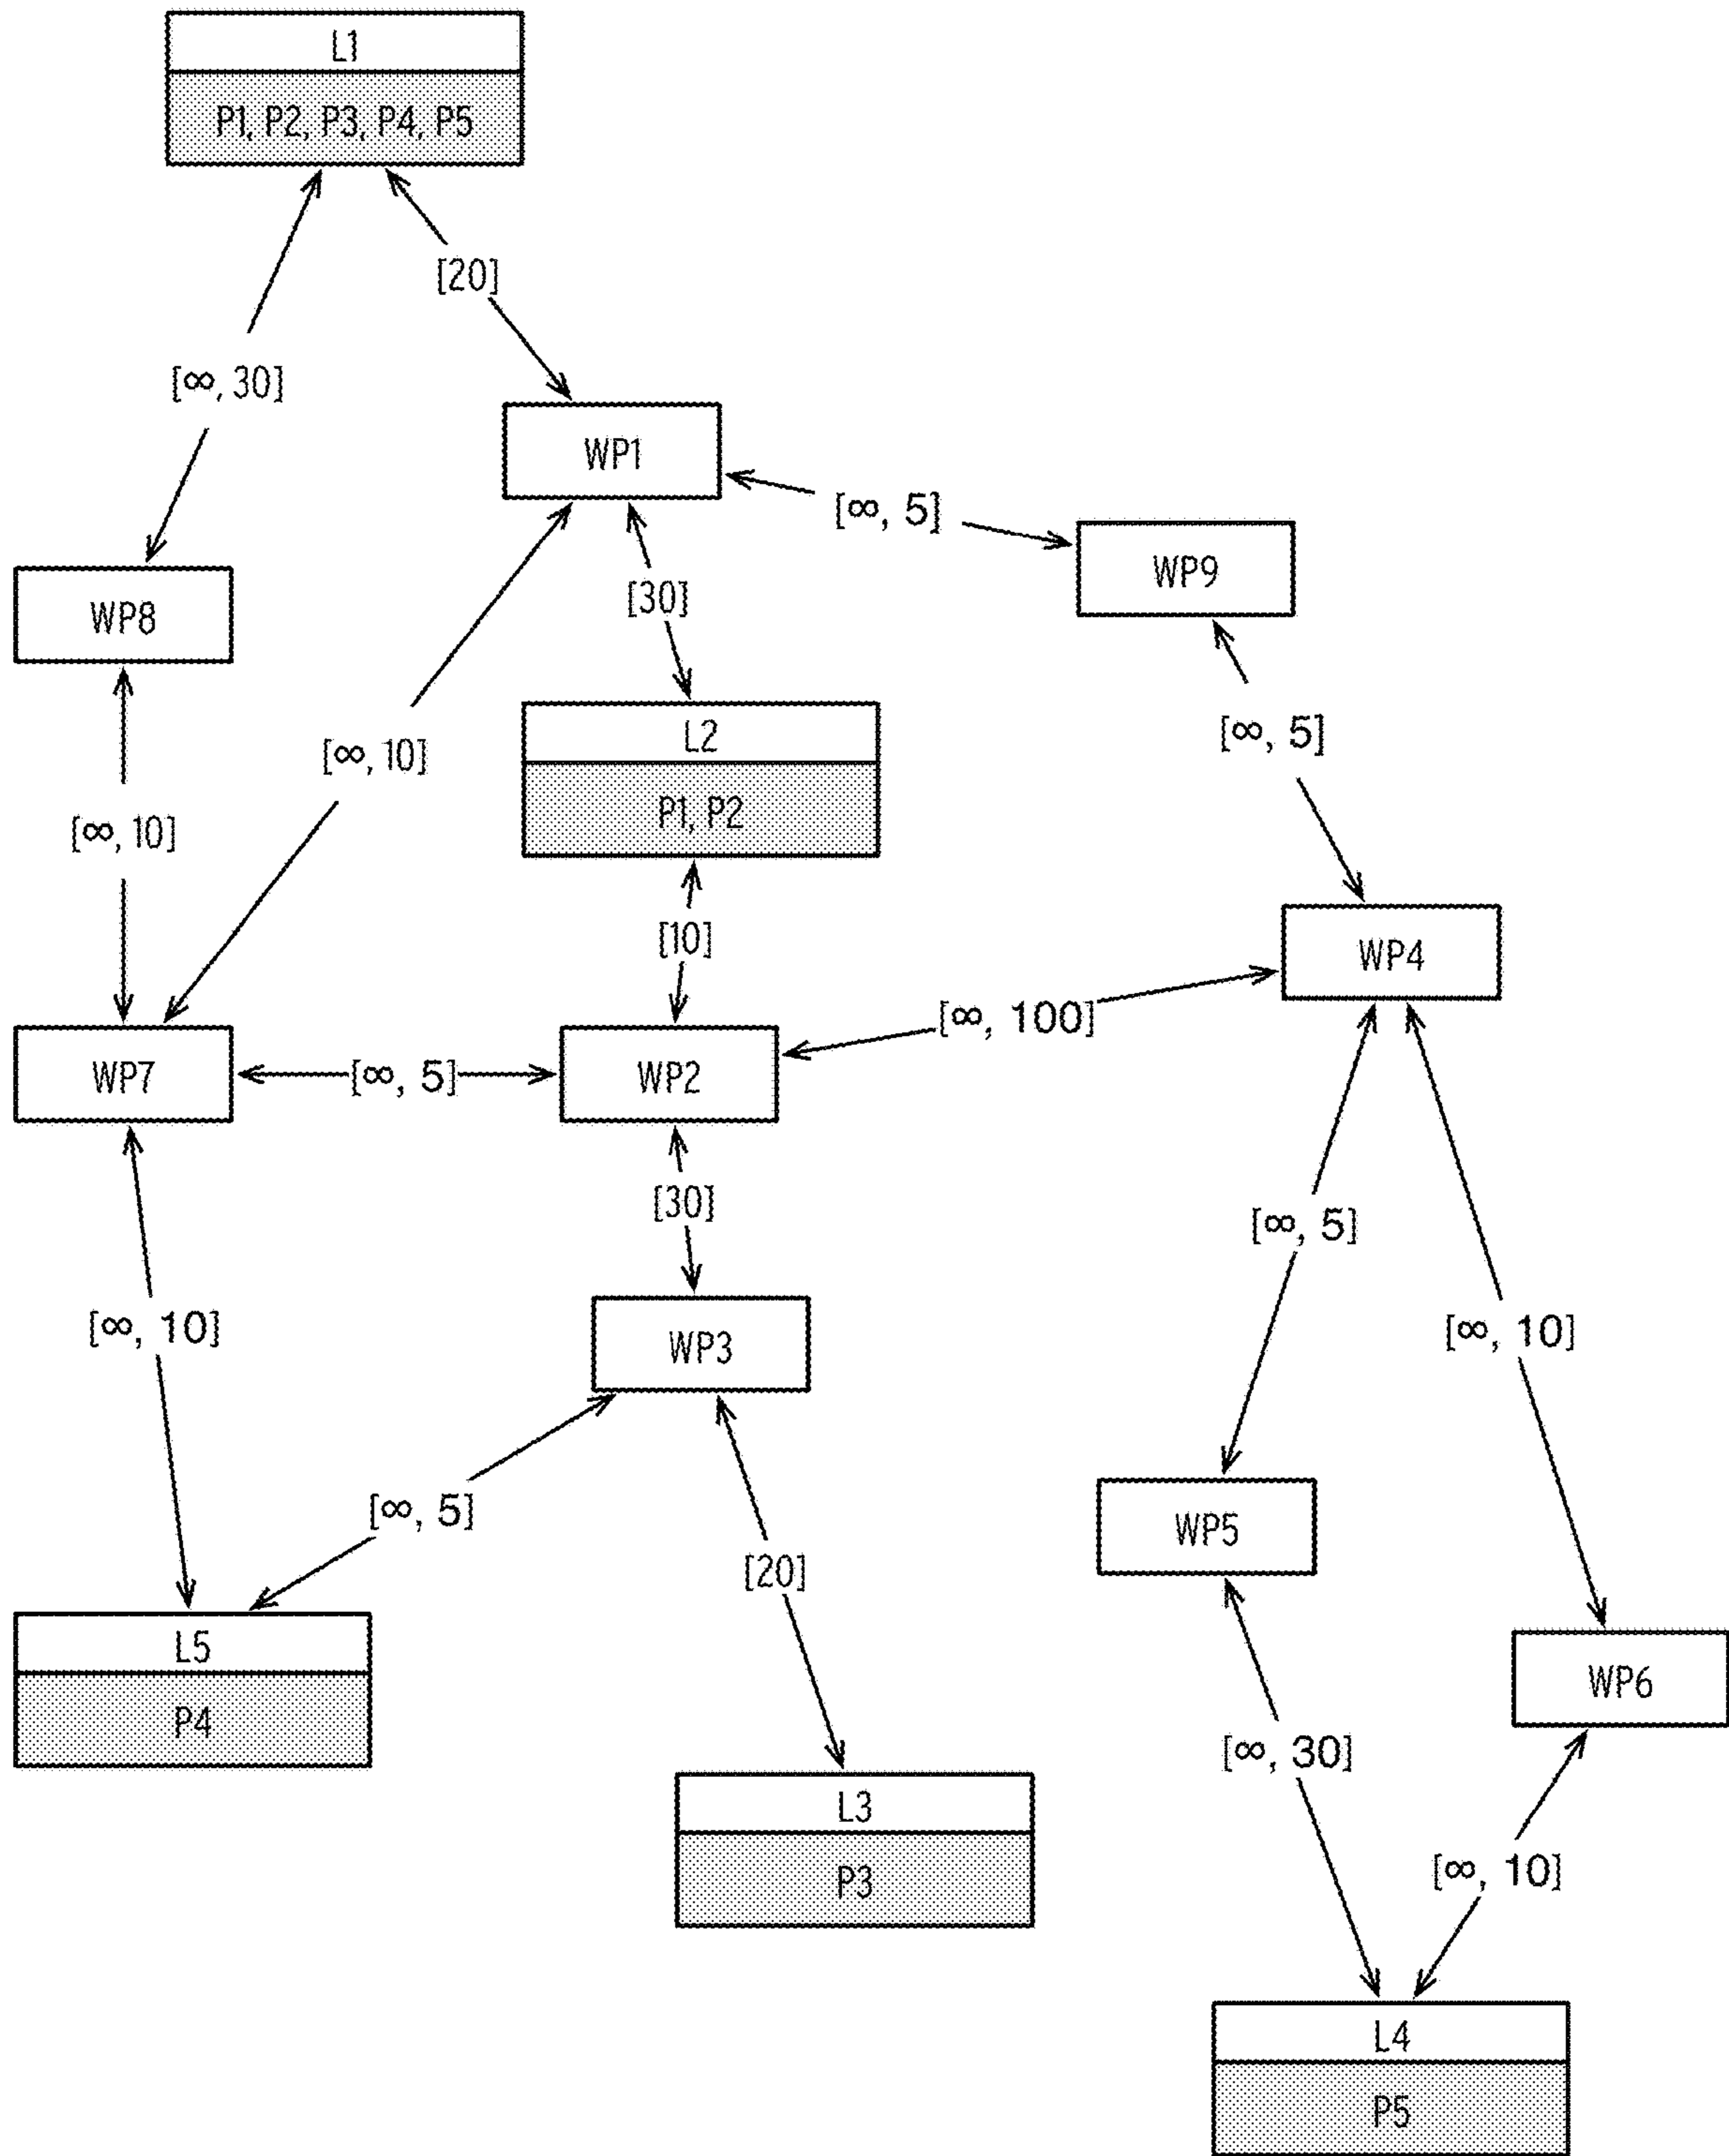 L1
P1, P2, P3, P4, P5
[20]
[∞, 30]
WP1
[∞, 5]
WP9
WP8
[30]
L2
P1, P2
[∞, 5]
[∞, 10]
[∞, 10]
[10]
WP4
[∞, 100]
WP7
[∞, 5]
WP2
[30]
[∞, 5]
[∞, 10]
WP3
[∞, 10]
[∞, 5]
[20]
WP5
L5
P4
WP6
[∞, 30]
L3
P3
[∞, 10]
L4
P5